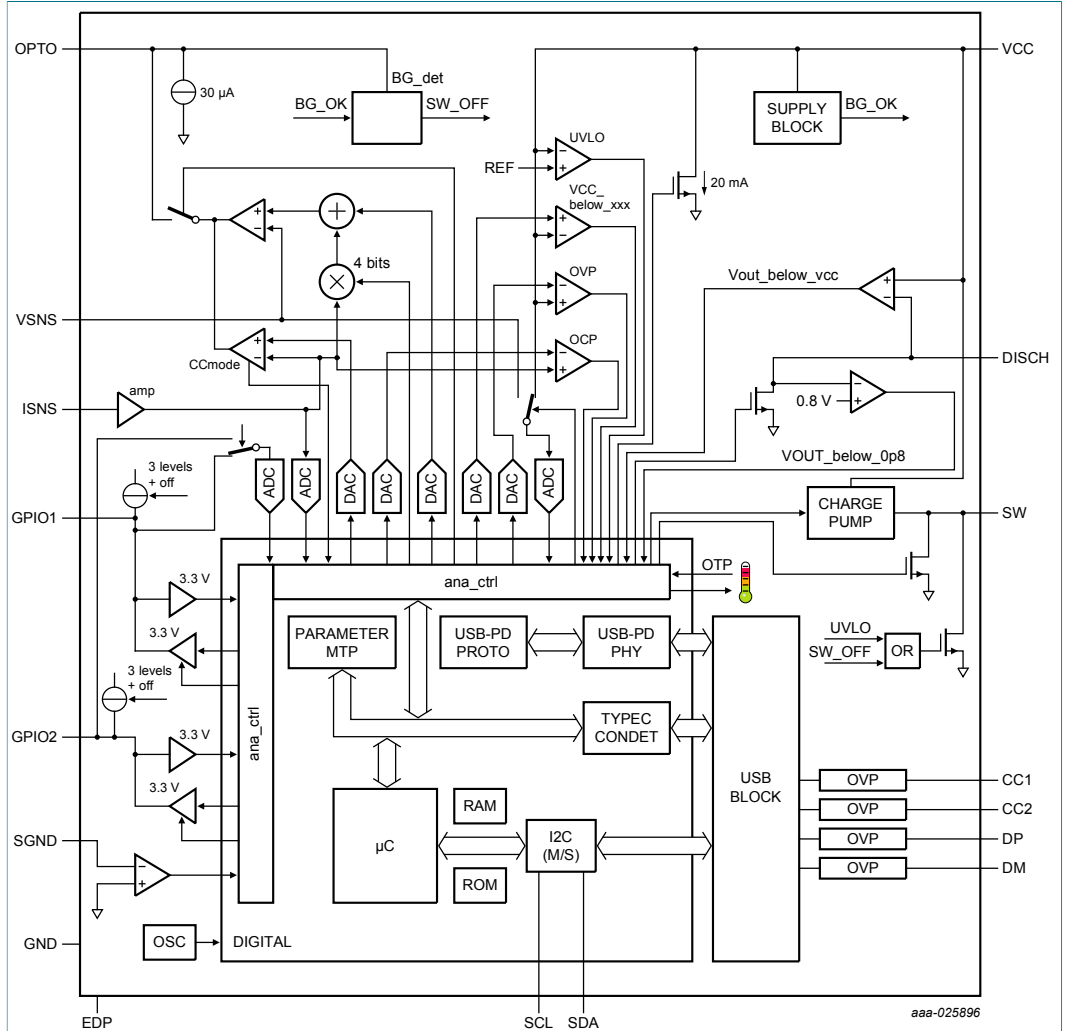 OPTO
VCC
30 µA
BG_det
BG_OK
SW_OFF
SUPPLY
BLOCK
BG_OK
UVLO
REF
20 mA
VCC_
below_xxx
4 bits
Vout_below_vcc
OVP
VSNS
OCP
CCmode
DISCH
amp
ISNS
0.8 V
VOUT_below_0p8
3 levels
+ off
ADC
ADC
DAC
DAC
DAC
DAC
DAC
ADC
GPIO1
CHARGE
PUMP
SW
ana_ctrl
OTP
3.3 V
3.3 V
PARAMETER
MTP
USB-PD
PROTO
USB-PD
PHY
UVLO
SW_OFF
OR
3 levels
+ off
ana_ctrl
TYPEC
CONDET
GPIO2
3.3 V
3.3 V
USB
BLOCK
OVP
CC1
OVP
CC2
OVP
DP
OVP
DM
RAM
µC
I2C
(M/S)
ROM
SGND
GND
OSC
DIGITAL
EDP
SCL
SDA
aaa-025896